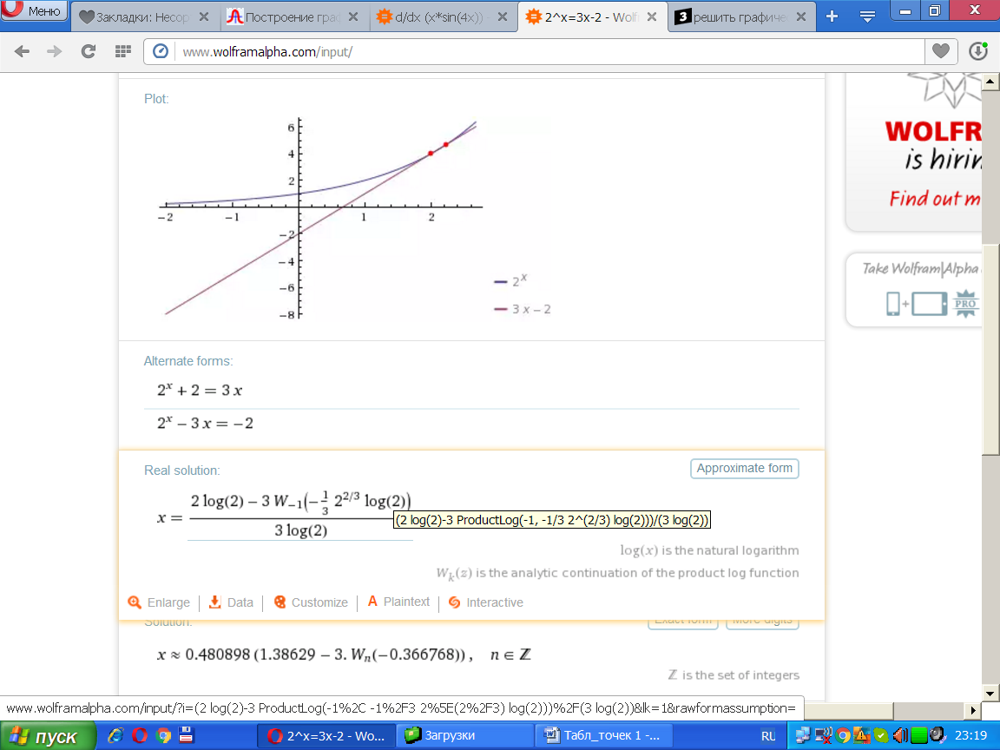 Меню
Закладки: Несор
Построение гра
d/dx (x*sin(4x)) -
2^x=3x-2 - Wolf
решить графиче
www.wolframalpha.com/input/
Plot:
6
4
2
-2
-1
1
2
-2
-4
-6
-8
2^x
3 x - 2
WOLFR
is hirin
Find out m
Take Wolfram|Alpha
PRO
Alternate forms:
2^x + 2 = 3 x
2^x - 3 x = -2
Real solution:
Approximate form
x = (2 log(2) - 3 W_-1(-1/3 2^(2/3) log(2)))/(3 log(2))
(2 log(2)-3 ProductLog(-1, -1/3 2^(2/3) log(2)))/(3 log(2))
log(x) is the natural logarithm
W_k(z) is the analytic continuation of the product log function
Enlarge
Data
Customize
Plaintext
Interactive
Solution:
Exact form
More digits
x ≈ 0.480898 (1.38629 - 3. W_n(-0.366768)), n ∈ ℤ
ℤ is the set of integers
www.wolframalpha.com/input/?i=(2 log(2)-3 ProductLog(-1%2C -1%2F3 2%5E(2%2F3) log(2)))%2F(3 log(2))&lk=1&rawformassumption=
пуск
2^x=3x-2 - Wo...
Загрузки
Табл_точек 1 -...
RU
23:19